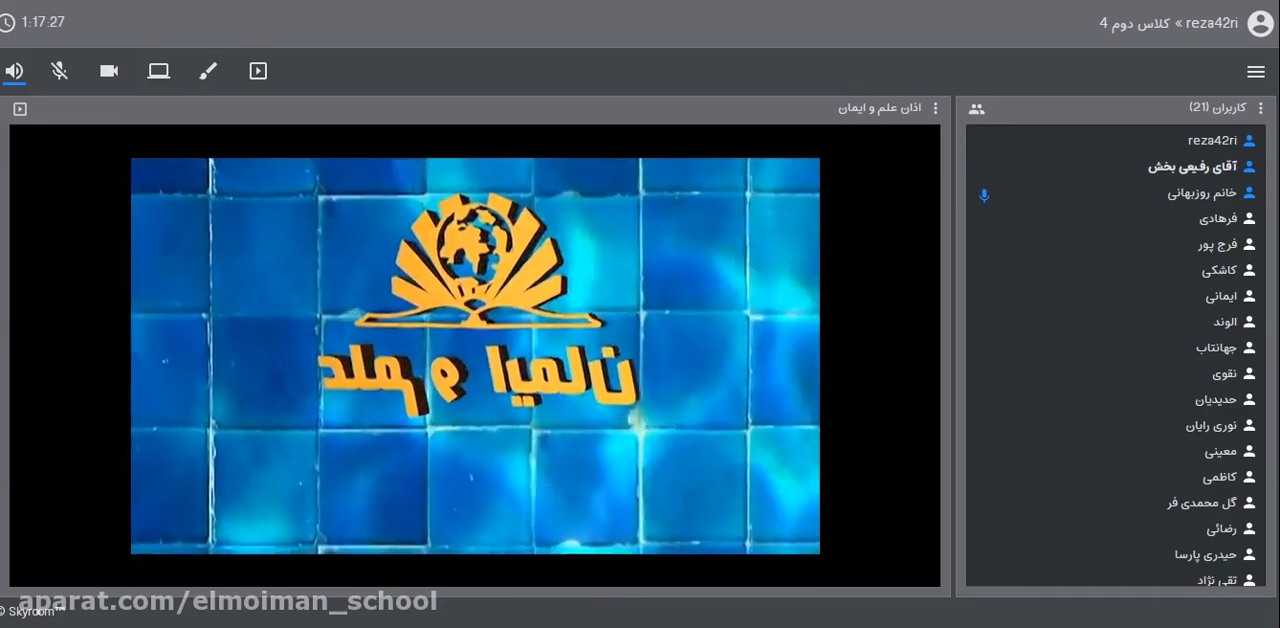 1:17:27
reza42ri » کلاس دوم 4
اذان علم و ایمان
کاربران (21)
reza42ri
آقای رفیعی بخش
خانم روزبهانی
فرهادی
فرج پور
کاشکی
ایمانی
الوند
جهانتاب
نقوی
حدیدیان
نوری رایان
معینی
کاظمی
گل محمدی فر
رضائی
حیدری پارسا
تقی نژاد
© Skyroom™
aparat.com/elmoiman_school